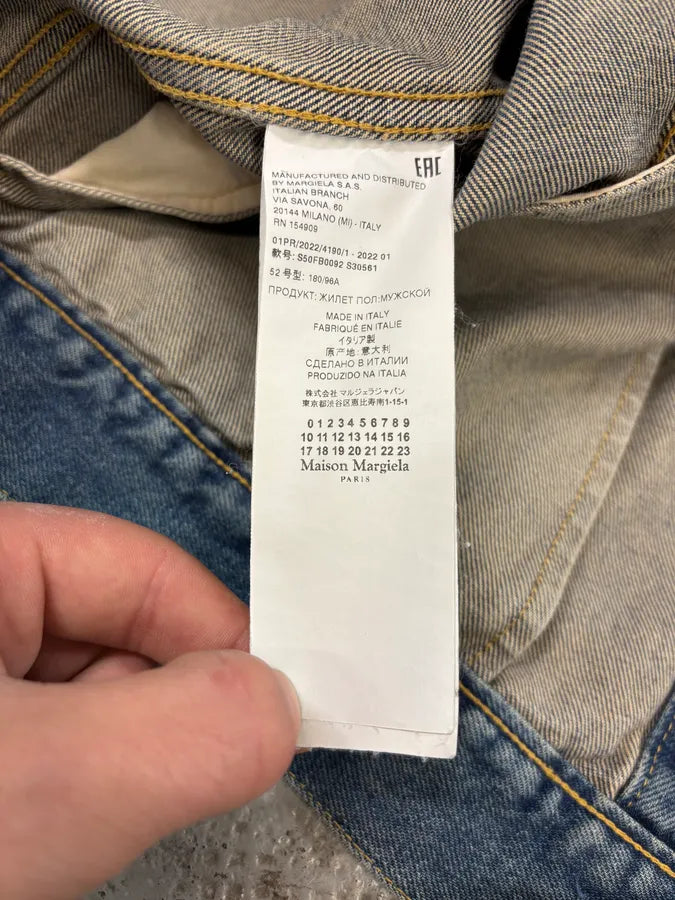 EAC
MANUFACTURED AND DISTRIBUTED
BY MARGIELA S.A.S.
ITALIAN BRANCH
VIA SAVONA, 60
20144 MILANO (MI) - ITALY
RN 154909
01PR/2022/4190/1 - 2022 01
款号: S50FB0092 S30561
52 号型: 180/96A
ПРОДУКТ: ЖИЛЕТ ПОЛ:МУЖСКОЙ
MADE IN ITALY
FABRIQUÉ EN ITALIE
イタリア製
原产地: 意大利
СДЕЛАНО В ИТАЛИИ
PRODUZIDO NA ITALIA
株式会社 マルジェラジャパン
東京都渋谷区恵比寿南1-15-1
0 1 2 3 4 5 6 7 8 9
10 11 12 13 14 15 16
17 18 19 20 21 22 23
Maison Margiela
PARIS